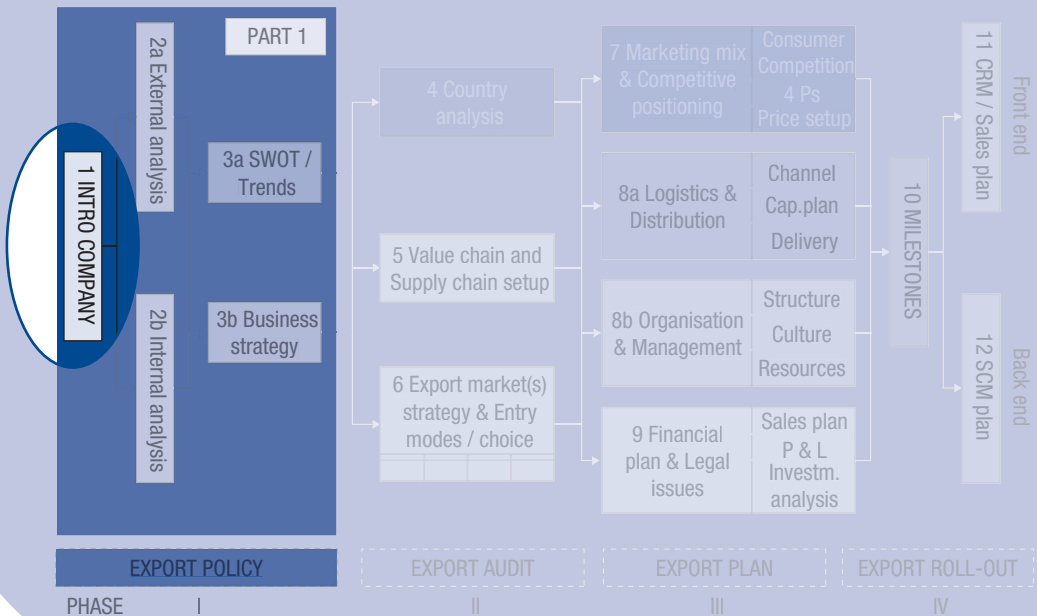 PART 1
1 INTRO COMPANY
2a External analysis
2b Internal analysis
3a SWOT /
Trends
3b Business
strategy
4 Country
analysis
5 Value chain and
Supply chain setup
6 Export market(s)
strategy & Entry
modes / choice
7 Marketing mix
& Competitive
positioning
Consumer
Competition
4 Ps
Price setup
8a Logistics &
Distribution
Channel
Cap.plan
Delivery
8b Organisation
& Management
Structure
Culture
Resources
9 Financial
plan & Legal
issues
Sales plan
P & L
Investm.
analysis
10 MILESTONES
11 CRM / Sales plan
Front end
12 SCM plan
Back end
EXPORT POLICY
EXPORT AUDIT
EXPORT PLAN
EXPORT ROLL-OUT
PHASE I II III IV